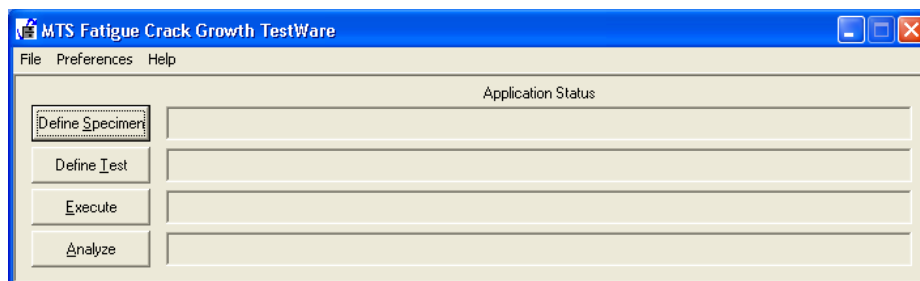 MTS Fatigue Crack Growth TestWare
File Preferences Help
Application Status
Define Specimen
Define Test
Execute
Analyze